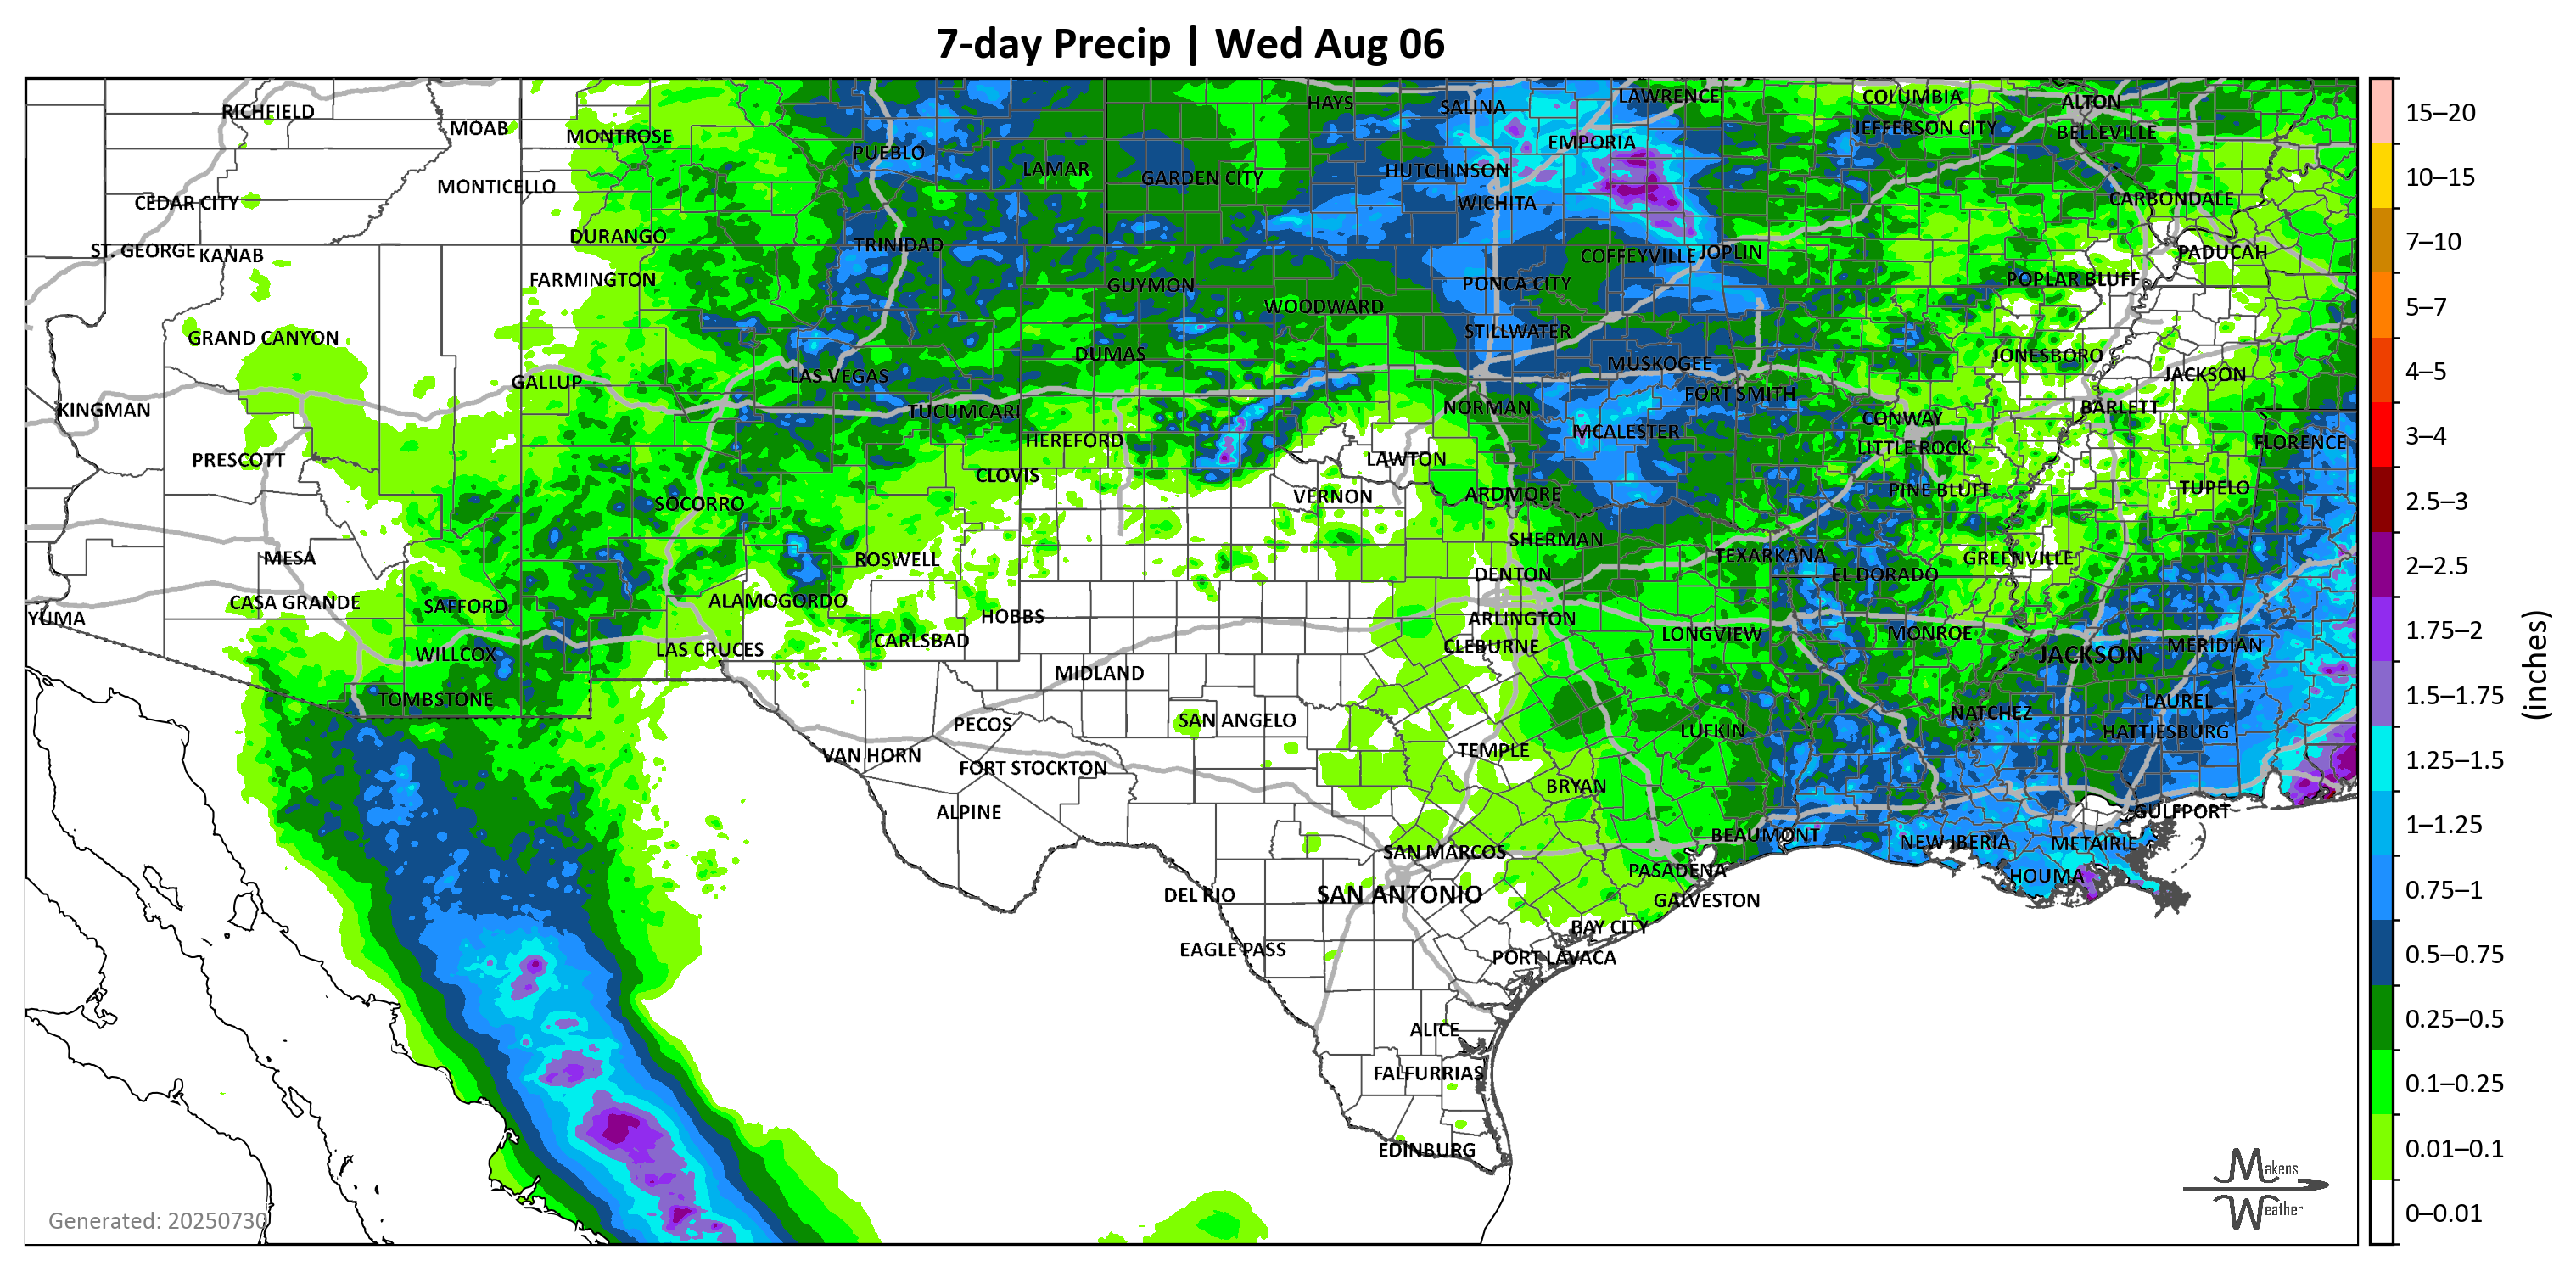 7-day Precip | Wed Aug 06
RICHFIELD
MOAB
MONTROSE
PUEBLO
LAMAR
GARDEN CITY
HAYS
SALINA
LAWRENCE
EMPORIA
HUTCHINSON
WICHITA
COLUMBIA
JEFFERSON CITY
ALTON
BELLEVILLE
MONTICELLO
CEDAR CITY
CARBONDALE
ST. GEORGE
KANAB
DURANGO
TRINIDAD
COFFEYVILLE
JOPLIN
PADUCAH
FARMINGTON
GUYMON
WOODWARD
PONCA CITY
POPLAR BLUFF
GRAND CANYON
STILLWATER
DUMAS
MUSKOGEE
JONESBORO
GALLUP
LAS VEGAS
FORT SMITH
JACKSON
KINGMAN
TUCUMCARI
NORMAN
CONWAY
BARLETT
PRESCOTT
HEREFORD
CLOVIS
LAWTON
MCALESTER
LITTLE ROCK
FLORENCE
SOCORRO
VERNON
ARDMORE
PINE BLUFF
TUPELO
MESA
ROSWELL
SHERMAN
TEXARKANA
GREENVILLE
DENTON
EL DORADO
YUMA
CASA GRANDE
SAFFORD
ALAMOGORDO
HOBBS
ARLINGTON
WILLCOX
LAS CRUCES
CARLSBAD
CLEBURNE
LONGVIEW
MONROE
JACKSON
MERIDIAN
TOMBSTONE
MIDLAND
PECOS
SAN ANGELO
NATCHEZ
LAUREL
HATTIESBURG
VAN HORN
FORT STOCKTON
TEMPLE
LUFKIN
BRYAN
ALPINE
GULFPORT
BEAUMONT
NEW IBERIA
METAIRIE
SAN MARCOS
PASADENA
HOUMA
DEL RIO
SAN ANTONIO
GALVESTON
BAY CITY
EAGLE PASS
PORT LAVACA
ALICE
FALFURRIAS
EDINBURG
Generated: 20250730
Makens
Weather
15–20
10–15
7–10
5–7
4–5
3–4
2.5–3
2–2.5
1.75–2
1.5–1.75
1.25–1.5
1–1.25
0.75–1
0.5–0.75
0.25–0.5
0.1–0.25
0.01–0.1
0–0.01
(inches)